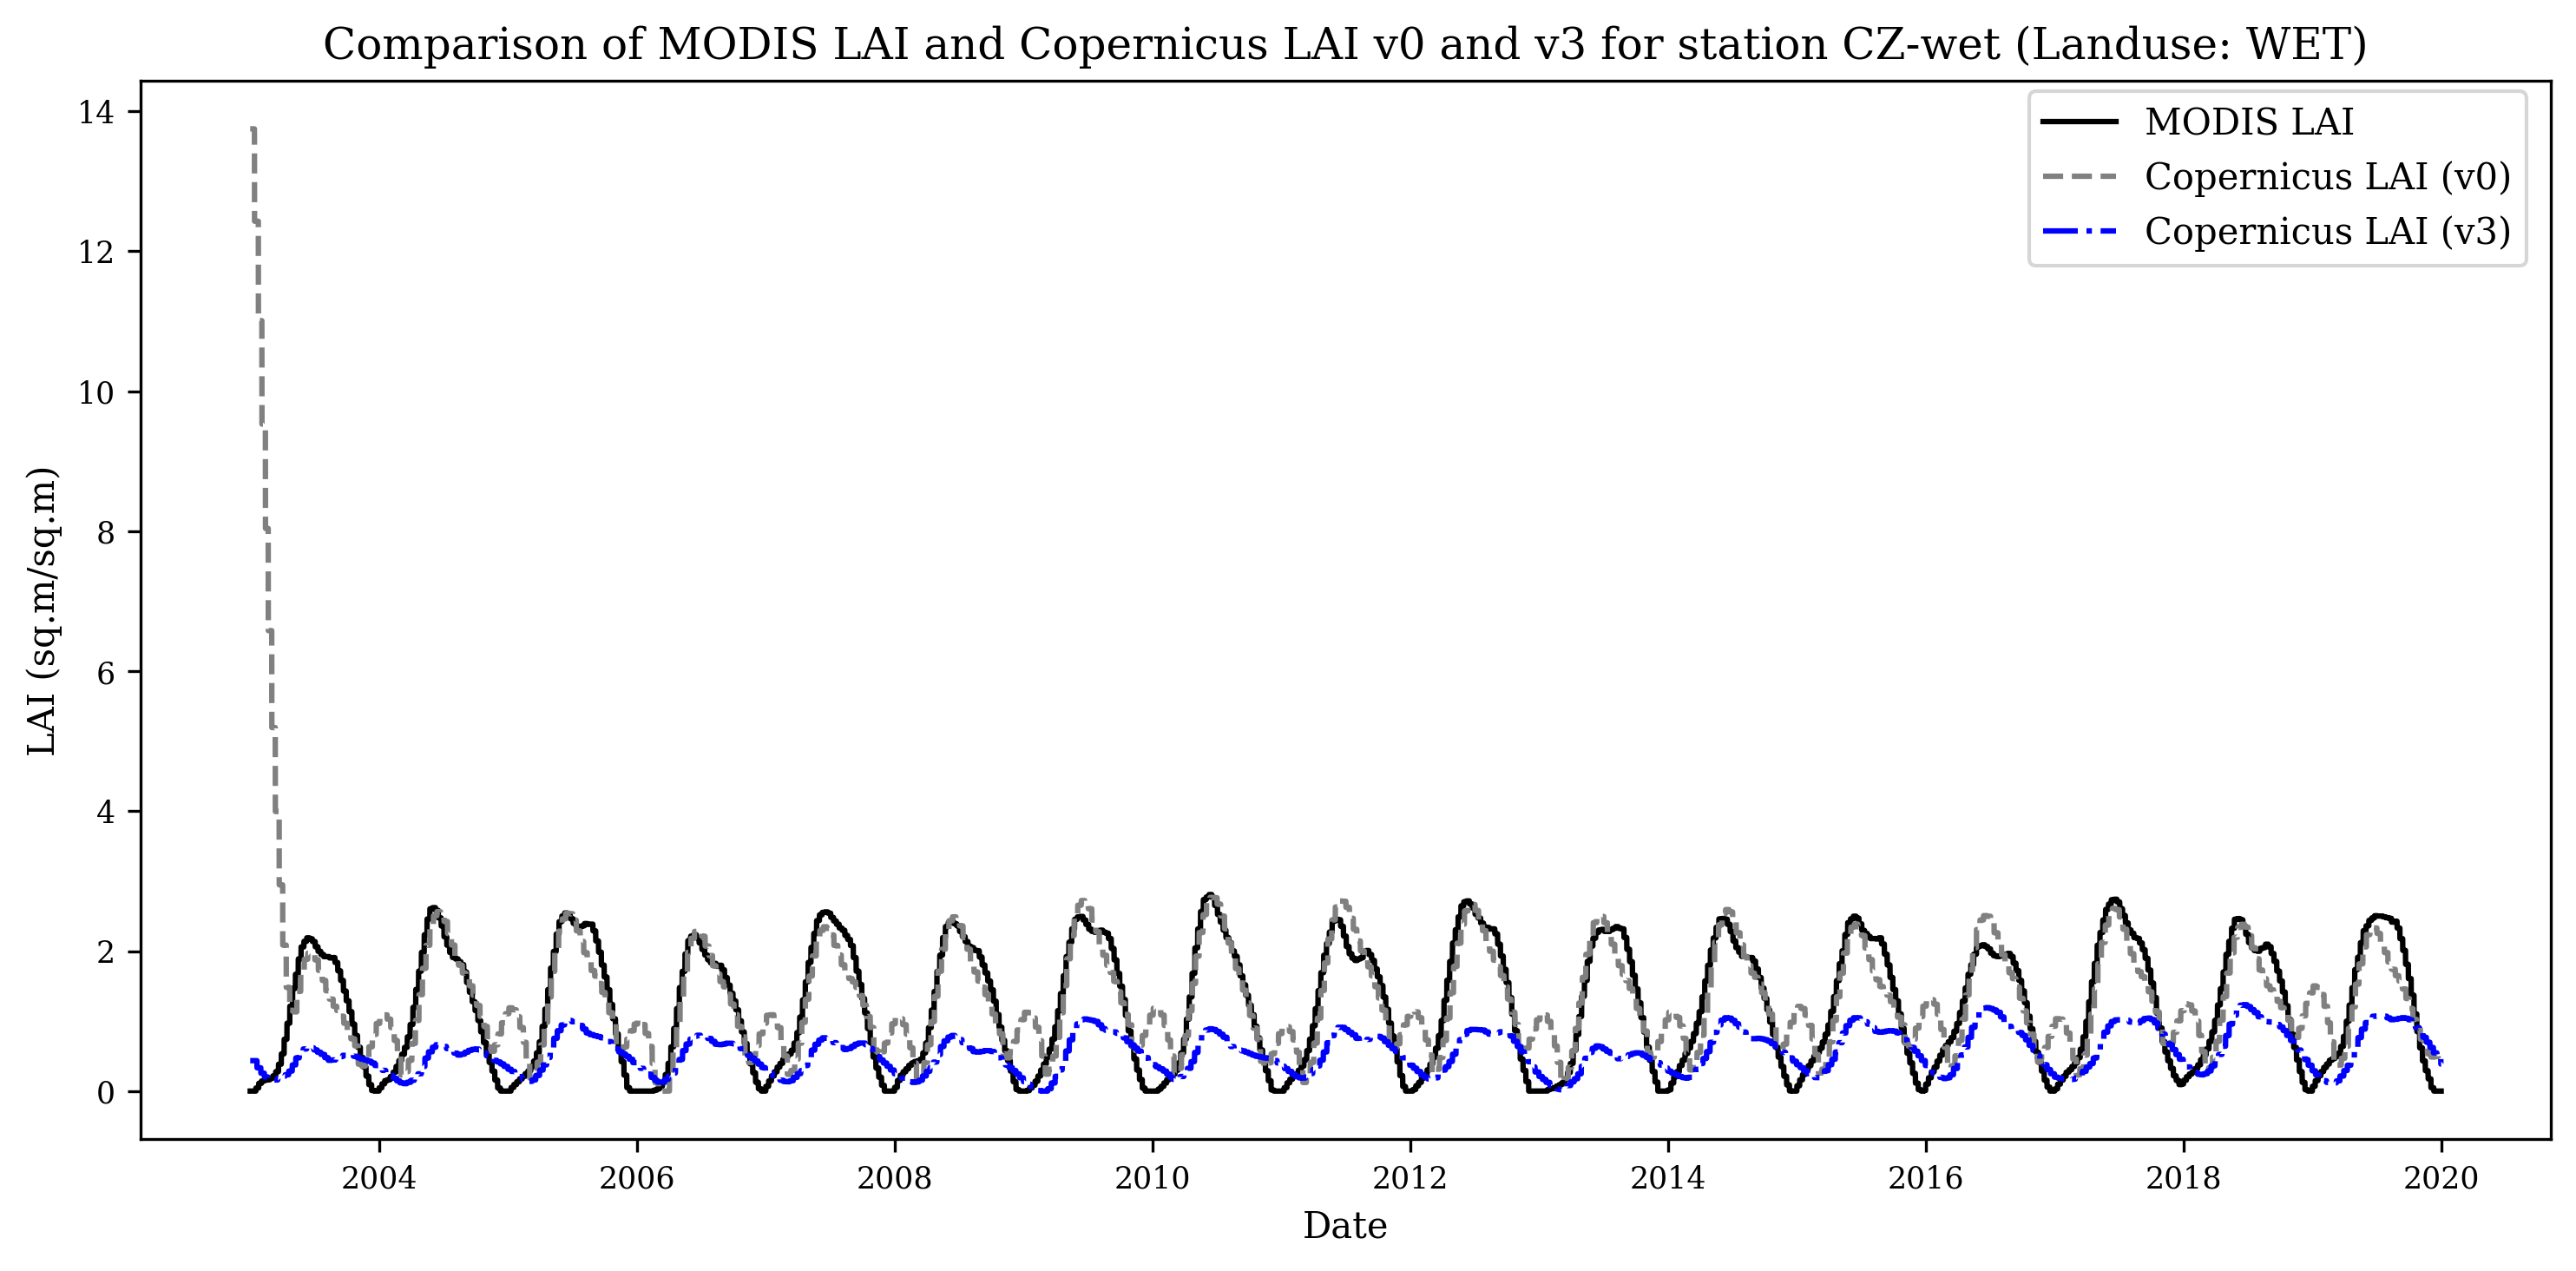 Comparison of MODIS LAI and Copernicus LAI v0 and v3 for station CZ-wet (Landuse: WET)
MODIS LAI
Copernicus LAI (v0)
Copernicus LAI (v3)
LAI (sq.m/sq.m)
14
12
10
8
6
4
2
0
2004 2006 2008 2010 2012 2014 2016 2018 2020
Date